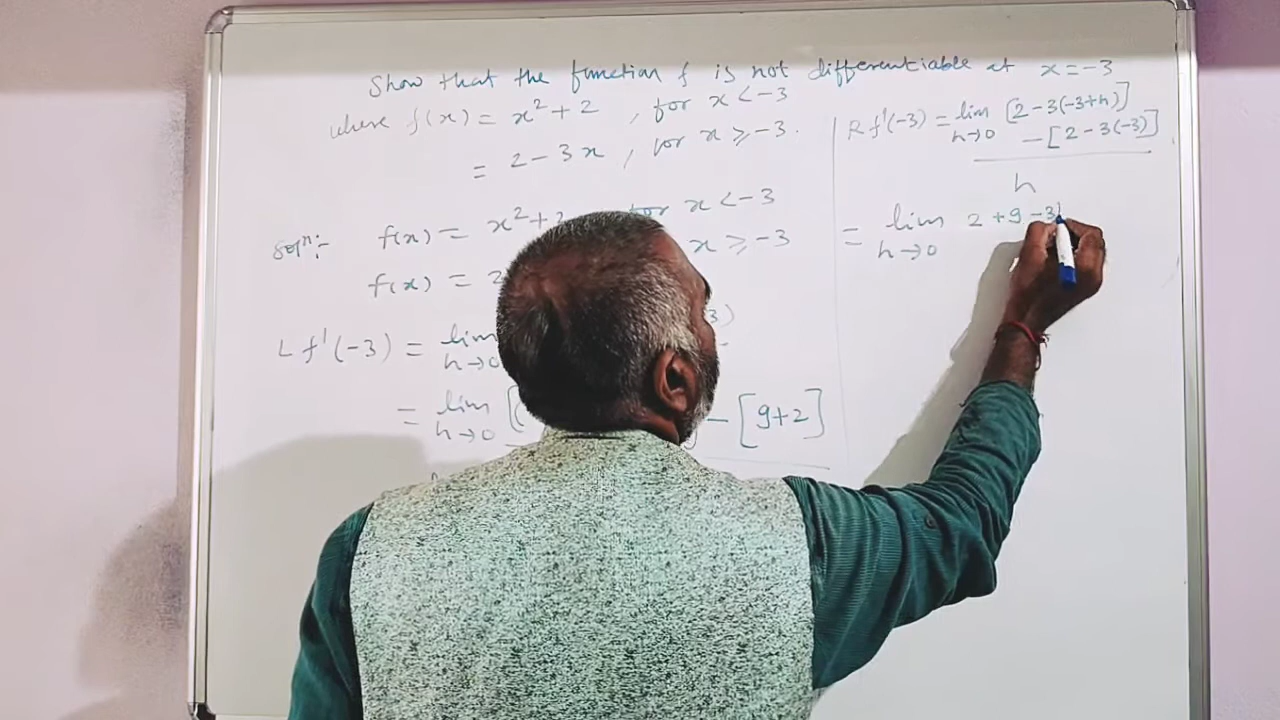 Show that the function f is not differentiable at x = -3
where f(x) = x² + 2 , for x < -3
= 2 - 3x , for x ≥ -3.
Solⁿ:- f(x) = x² + for x < -3
f(x) = 2 x ≥ -3
L f'(-3) = lim h→0 3)
= lim h→0 [( - [9+2]
R f'(-3) = lim h→0 [2 - 3(-3+h)]
- [2 - 3(-3)]
h
= lim h→0 2 + 9 - 3